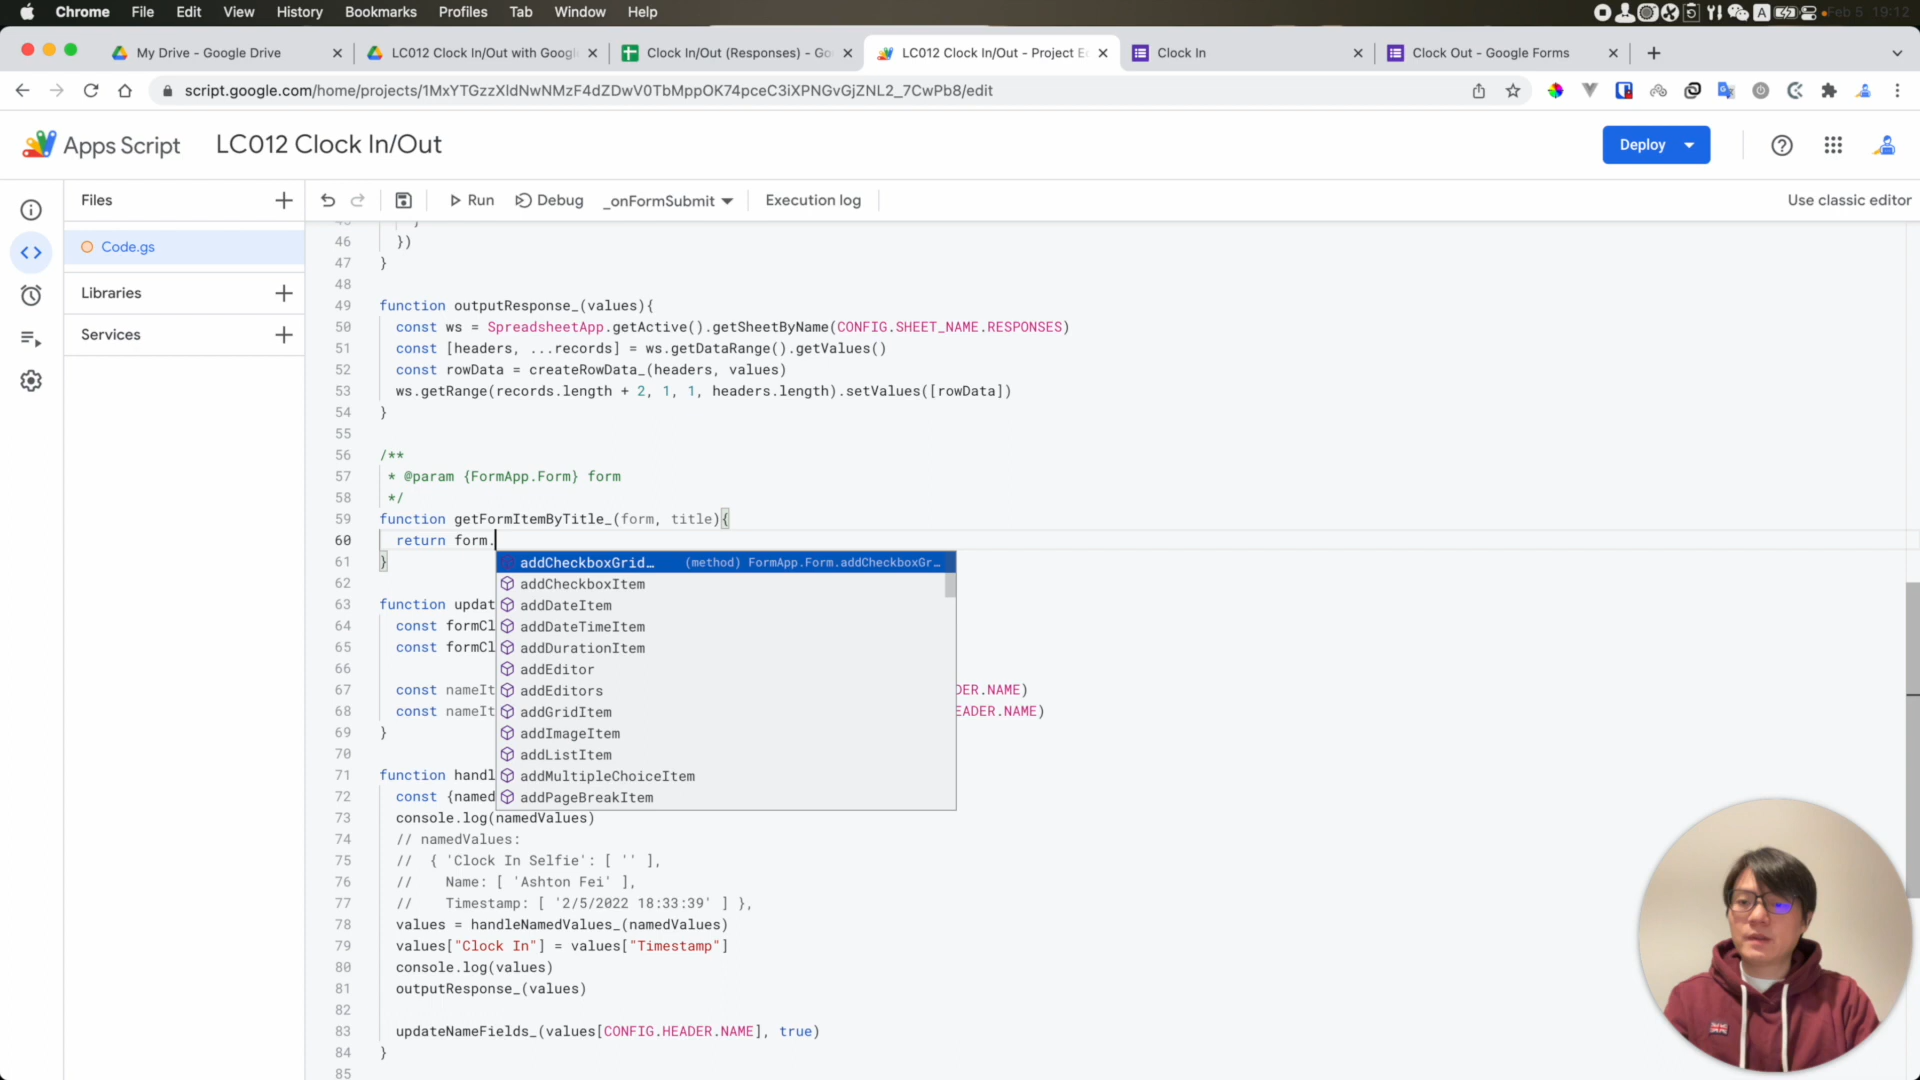 Chrome File Edit View History Bookmarks Profiles Tab Window Help A Feb 5 19:12
My Drive - Google Drive
LC012 Clock In/Out with Googl
Clock In/Out (Responses) - Go
LC012 Clock In/Out - Project E
Clock In
Clock Out - Google Forms
script.google.com/home/projects/1MxYTGzzXldNwNMzF4dZDwV0TbMppOK74pceC3iXPNGvGjZNL2_7CwPb8/edit
Apps Script LC012 Clock In/Out Deploy
Files Run Debug _onFormSubmit Execution log Use classic editor
Code.gs
Libraries
Services
46 })
47 }
48
49 function outputResponse_(values){
50 const ws = SpreadsheetApp.getActive().getSheetByName(CONFIG.SHEET_NAME.RESPONSES)
51 const [headers, ...records] = ws.getDataRange().getValues()
52 const rowData = createRowData_(headers, values)
53 ws.getRange(records.length + 2, 1, 1, headers.length).setValues([rowData])
54 }
55
56 /**
57 * @param {FormApp.Form} form
58 */
59 function getFormItemByTitle_(form, title){
60 return form.
61 } addCheckboxGrid… (method) FormApp.Form.addCheckboxGr…
62 addCheckboxItem
63 function updat addDateItem
64 const formCl addDateTimeItem
65 const formCl addDurationItem
66 addEditor
67 const nameIt addEditors DER.NAME)
68 const nameIt addGridItem EADER.NAME)
69 } addImageItem
70 addListItem
71 function handl addMultipleChoiceItem
72 const {named addPageBreakItem
73 console.log(namedValues)
74 // namedValues:
75 // { 'Clock In Selfie': [ '' ],
76 // Name: [ 'Ashton Fei' ],
77 // Timestamp: [ '2/5/2022 18:33:39' ] },
78 values = handleNamedValues_(namedValues)
79 values["Clock In"] = values["Timestamp"]
80 console.log(values)
81 outputResponse_(values)
82
83 updateNameFields_(values[CONFIG.HEADER.NAME], true)
84 }
85